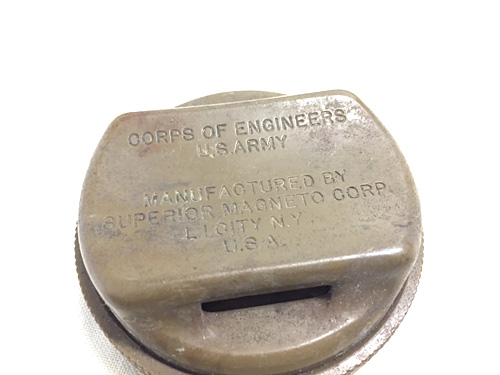 CORPS OF ENGINEERS
U.S.ARMY
MANUFACTURED BY
SUPERIOR MAGNETO CORP.
L.I.CITY N.Y.
U.S.A.